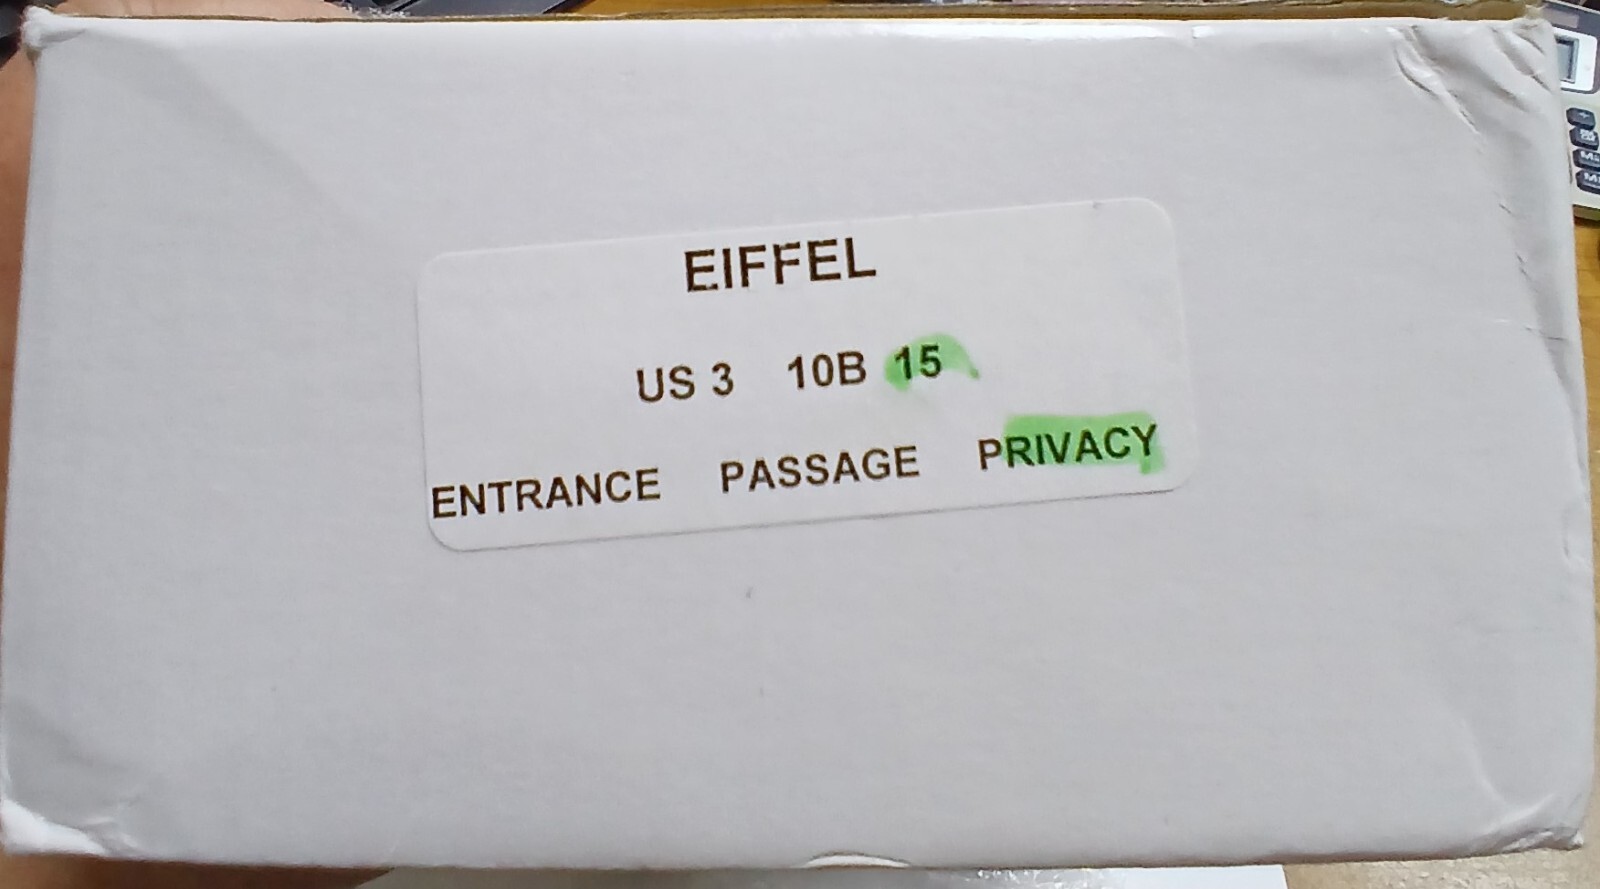 EIFFEL
US 3 10B 15
ENTRANCE PASSAGE PRIVACY